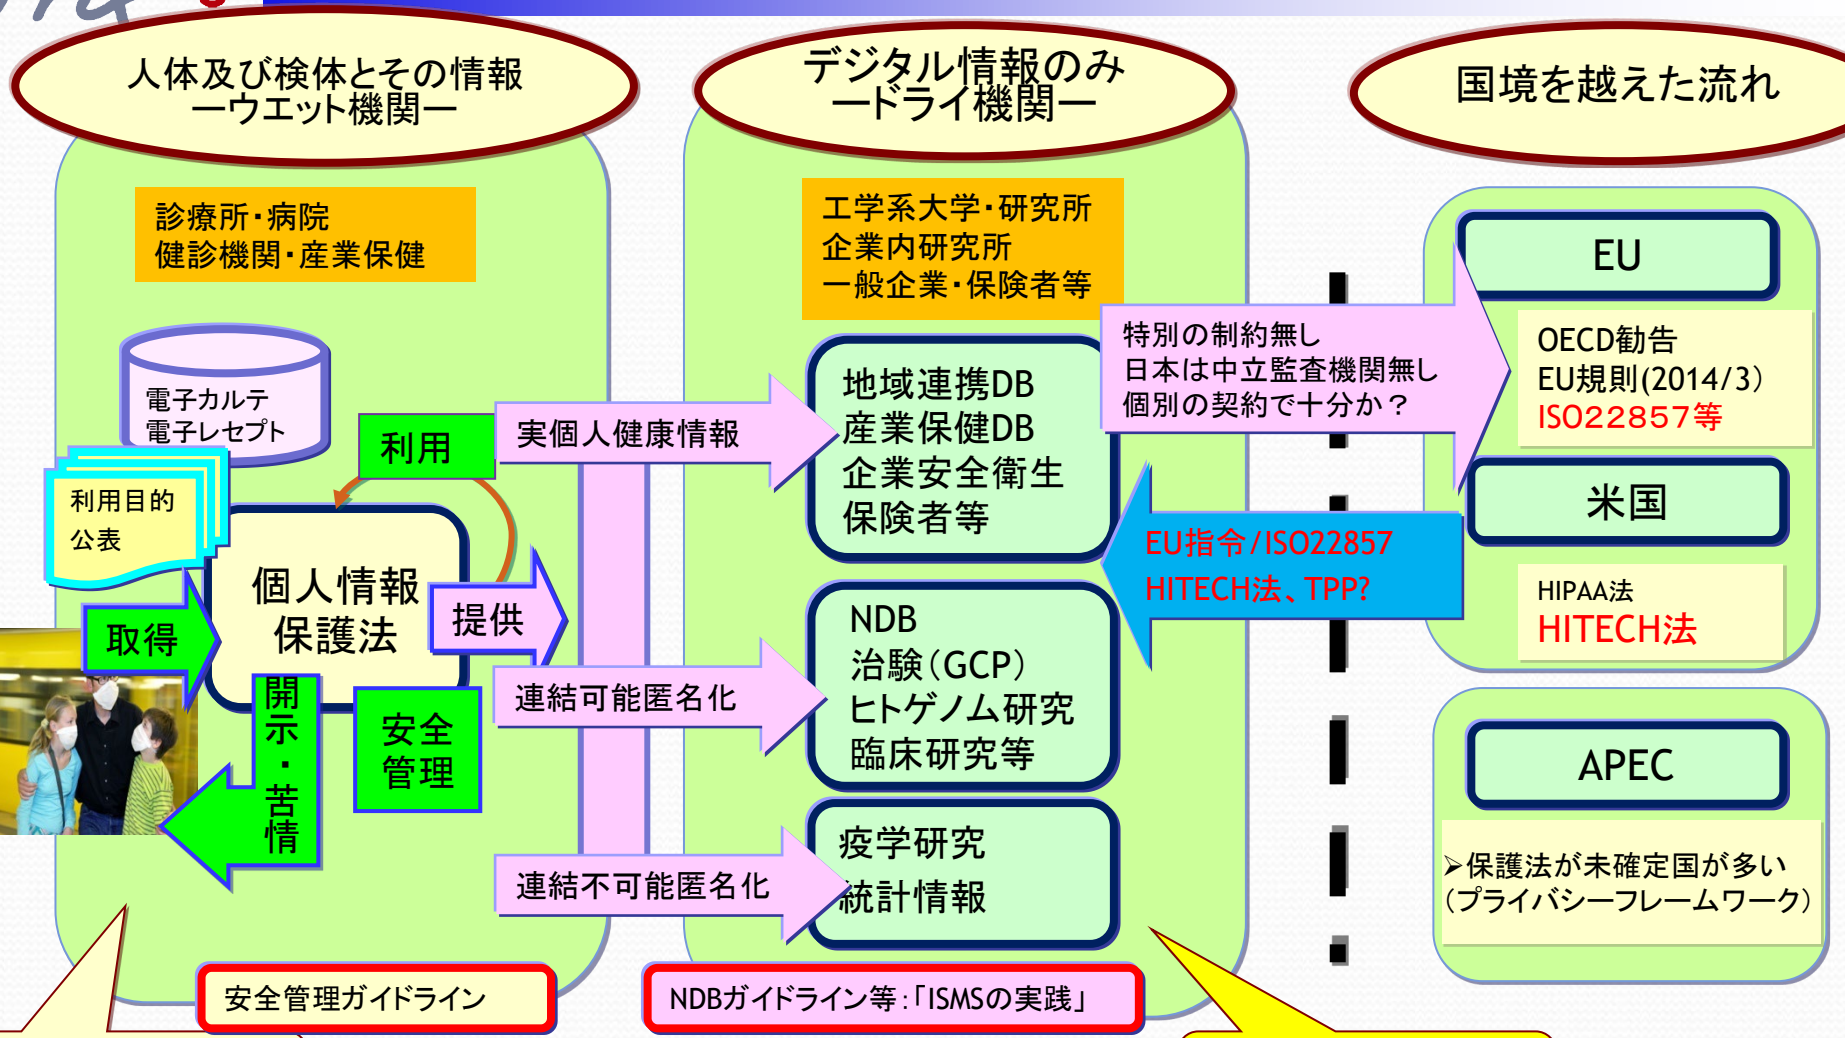 人体及び検体とその情報
ーウエット機関ー
診療所・病院
健診機関・産業保健
電子カルテ
電子レセプト
利用目的
公表
利用
個人情報
保護法
取得
提供
開示・苦情
安全
管理
安全管理ガイドライン
実個人健康情報
連結可能匿名化
連結不可能匿名化
デジタル情報のみ
ードライ機関ー
工学系大学・研究所
企業内研究所
一般企業・保険者等
地域連携DB
産業保健DB
企業安全衛生
保険者等
NDB
治験（GCP）
ヒトゲノム研究
臨床研究等
疫学研究
統計情報
NDBガイドライン等：「ISMSの実践」
特別の制約無し
日本は中立監査機関無し
個別の契約で十分か？
EU指令/ISO22857
HITECH法、TPP?
国境を越えた流れ
EU
OECD勧告
EU規則(2014/3）
ISO２２８５７等
米国
HIPAA法
HITECH法
APEC
➢保護法が未確定国が多い
（プライバシーフレームワーク）